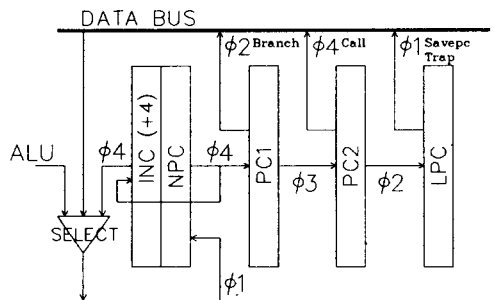 DATA BUS
ϕ2 Branch
ϕ4 Call
ϕ1 Savepc
Trap
ALU
ϕ4
INC (+4)
NPC
ϕ4
PC1
ϕ3
PC2
ϕ2
LPC
SELECT
ϕ1